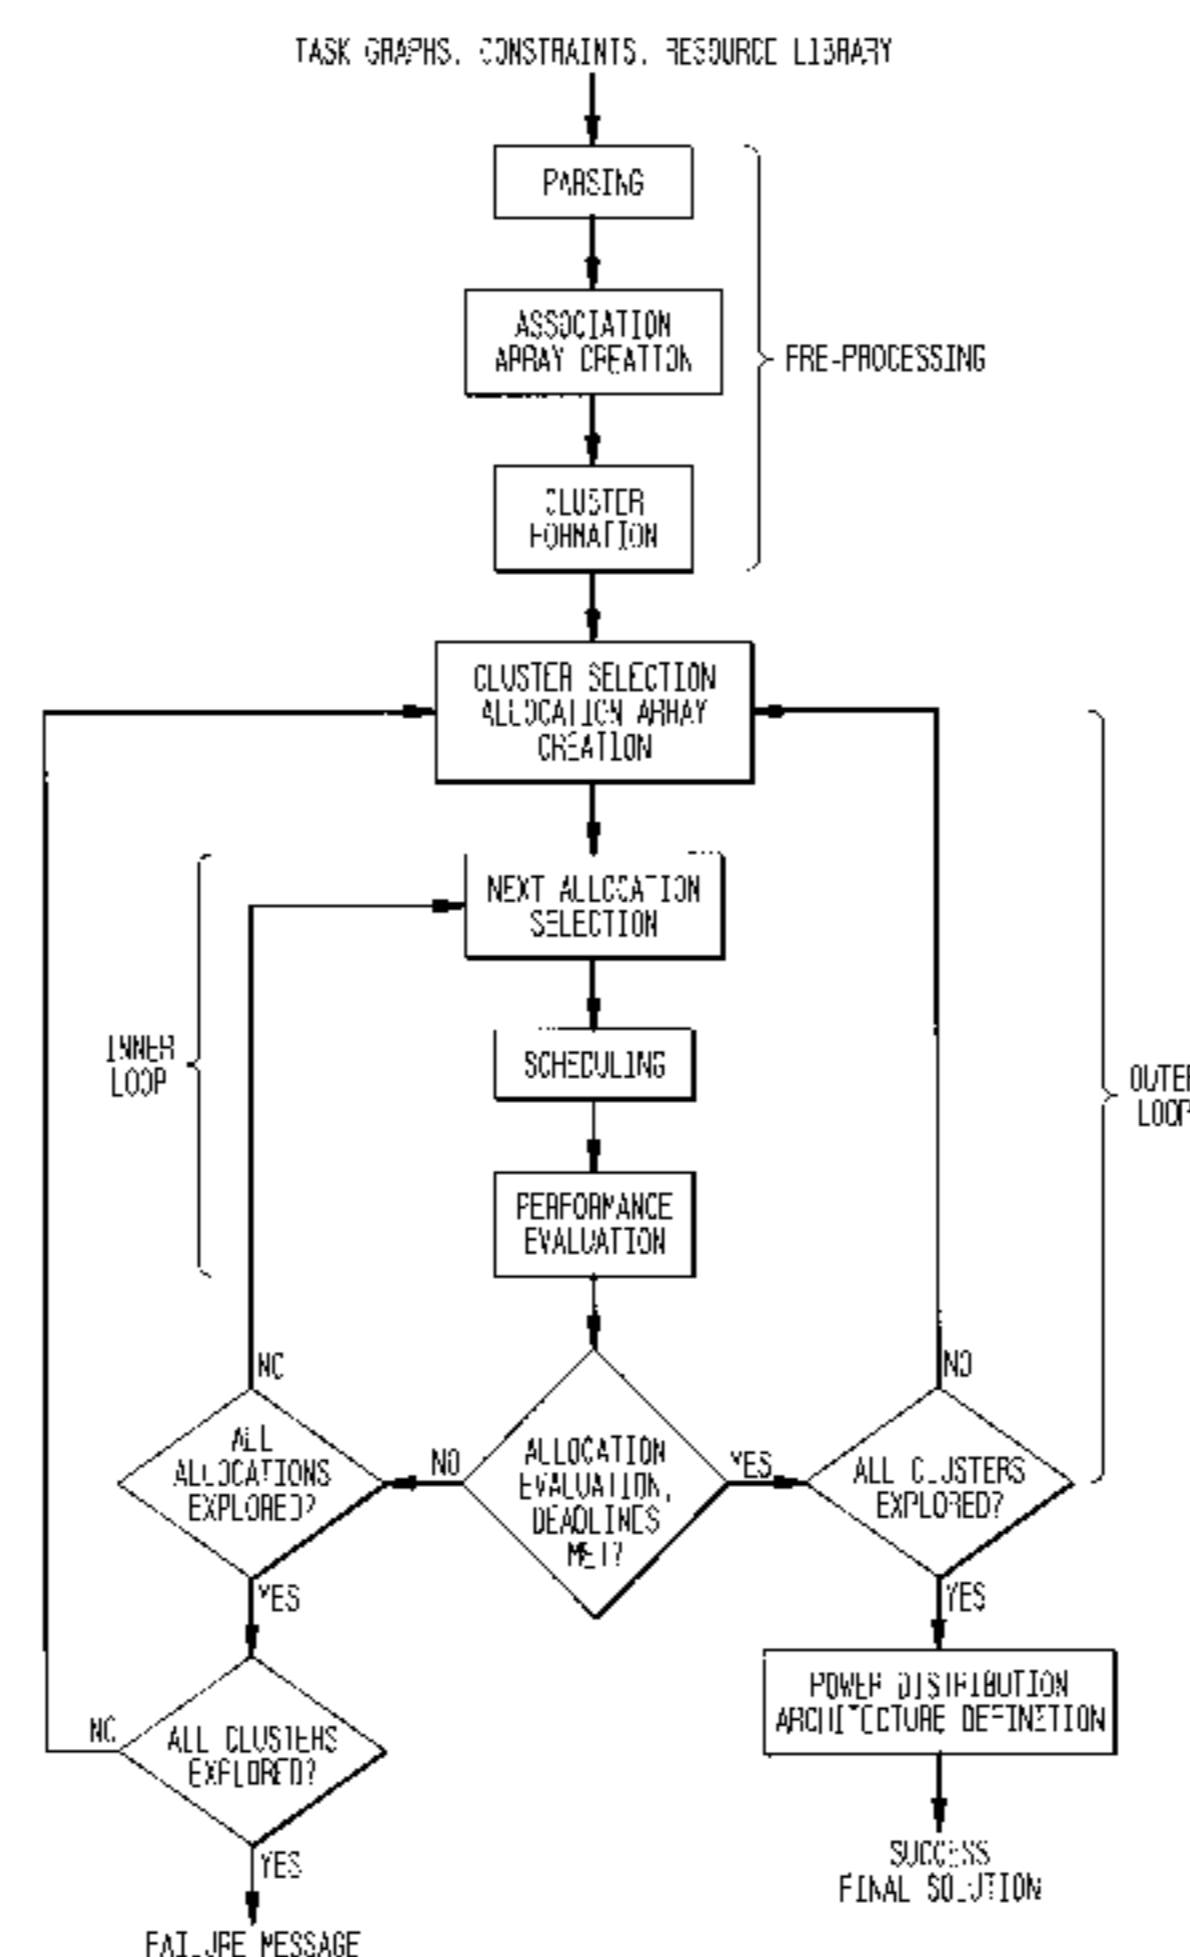 TASK GRAPHS, CONSTRAINTS, RESOURCE LIBRARY
PARSING
ASSOCIATION
ARRAY CREATION
PRE-PROCESSING
CLUSTER
FORMATION
CLUSTER SELECTION
ALLOCATION ARRAY
CREATION
NEXT ALLOCATION
SELECTION
INNER
LOOP
SCHEDULING
OUTER
LOOP
PERFORMANCE
EVALUATION
NO
NO
ALL
ALLOCATIONS
EXPLORED?
NO
ALLOCATION
EVALUATION,
DEADLINES
MET?
YES
ALL CLUSTERS
EXPLORED?
YES
YES
NO
ALL CLUSTERS
EXPLORED?
POWER DISTRIBUTION
ARCHITECTURE DEFINITION
YES
SUCCESS
FINAL SOLUTION
FAILURE MESSAGE